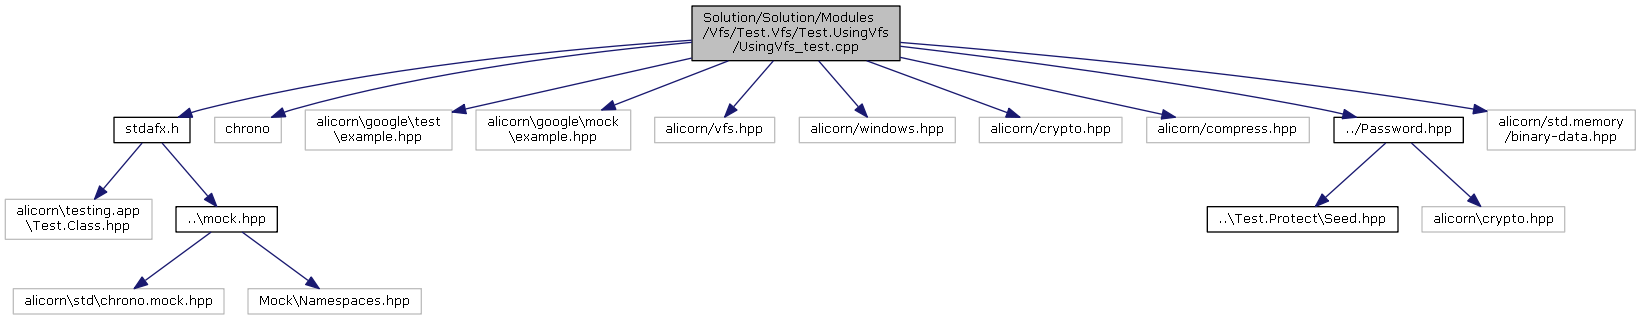 Solution/Solution/Modules
/Vfs/Test.Vfs/Test.UsingVfs
/UsingVfs_test.cpp
stdafx.h
chrono
alicorn\google\test
\example.hpp
alicorn\google\mock
\example.hpp
alicorn/vfs.hpp
alicorn/windows.hpp
alicorn/crypto.hpp
alicorn/compress.hpp
../Password.hpp
alicorn/std.memory
/binary-data.hpp
alicorn\testing.app
\Test.Class.hpp
..\mock.hpp
..\Test.Protect\Seed.hpp
alicorn\crypto.hpp
alicorn\std\chrono.mock.hpp
Mock\Namespaces.hpp